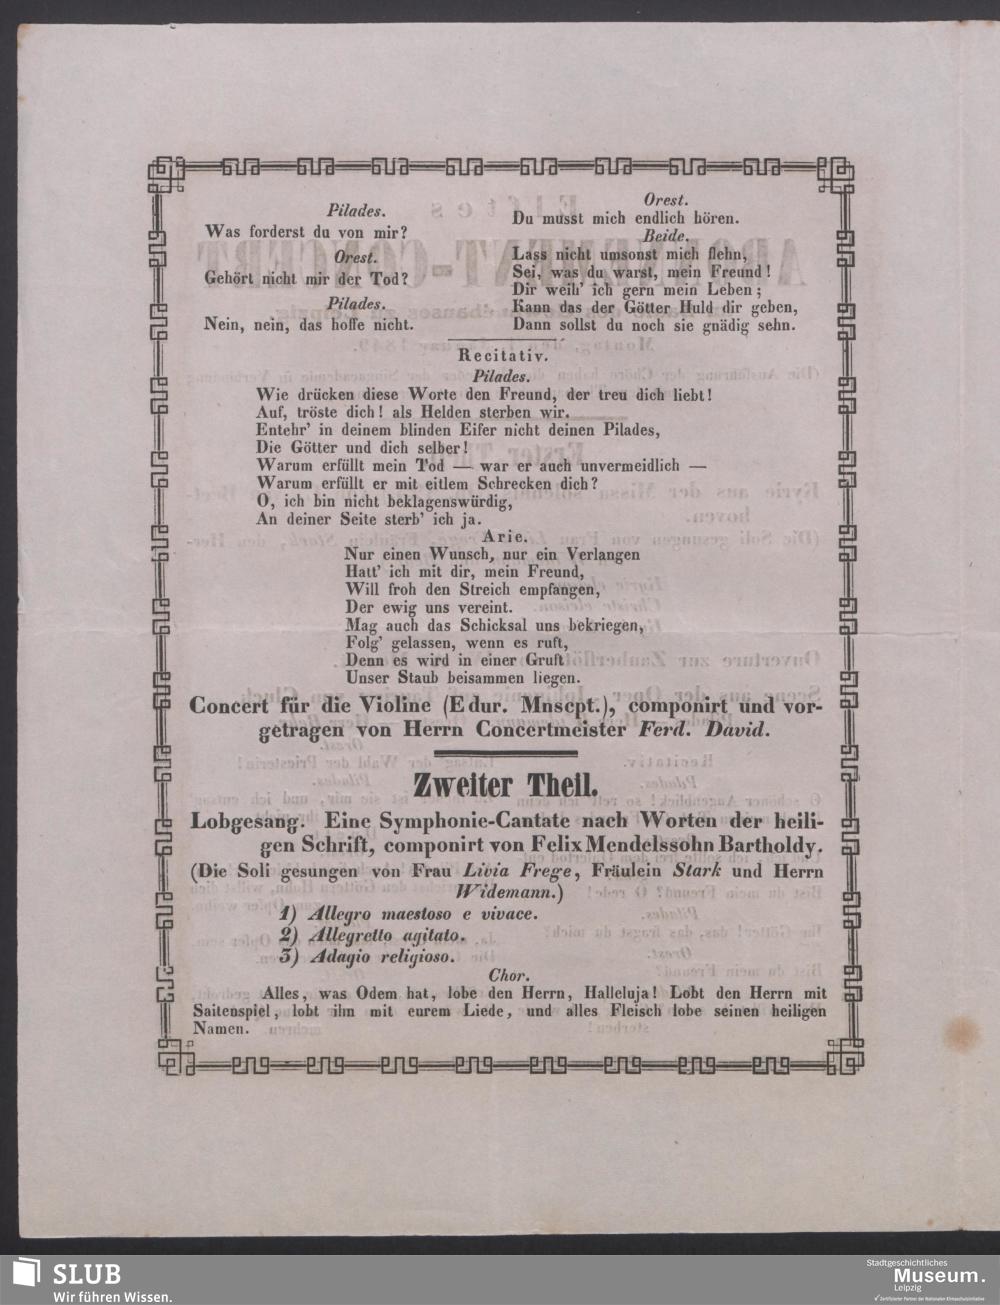 Pilades.
Was forderst du von mir?
Orest.
Gehört nicht mir der Tod?
Pilades.
Nein, nein, das hoffe nicht.
Orest.
Du musst mich endlich hören.
Beide.
Lass nicht umsonst mich flehn,
Sei, was du warst, mein Freund!
Dir weih' ich gern mein Leben;
Kann das der Götter Huld dir geben,
Dann sollst du noch sie gnädig sehn.
Recitativ.
Pilades.
Wie drücken diese Worte den Freund, der treu dich liebt!
Auf, tröste dich! als Helden sterben wir.
Entehr' in deinem blinden Eifer nicht deinen Pilades,
Die Götter und dich selber!
Warum erfüllt mein Tod — war er auch unvermeidlich —
Warum erfüllt er mit eitlem Schrecken dich?
O, ich bin nicht beklagenswürdig,
An deiner Seite sterb' ich ja.
Arie.
Nur einen Wunsch, nur ein Verlangen
Hatt' ich mit dir, mein Freund,
Will froh den Streich empfangen,
Der ewig uns vereint.
Mag auch das Schicksal uns bekriegen,
Folg' gelassen, wenn es ruft,
Denn es wird in einer Gruft
Unser Staub beisammen liegen.
Concert für die Violine (Edur. Mnscpt.), componirt und vor-
getragen von Herrn Concertmeister Ferd. David.
Zweiter Theil.
Lobgesang. Eine Symphonie-Cantate nach Worten der heili-
gen Schrift, componirt von Felix Mendelssohn Bartholdy.
(Die Soli gesungen von Frau Livia Frege, Fräulein Stark und Herrn
Widemann.)
1) Allegro maestoso e vivace.
2) Allegretto agitato.
3) Adagio religioso.
Chor.
Alles, was Odem hat, lobe den Herrn, Halleluja! Lobt den Herrn mit
Saitenspiel, lobt ihn mit eurem Liede, und alles Fleisch lobe seinen heiligen
Namen.
SLUB
Wir führen Wissen.
Stadtgeschichtliches
Museum.
Leipzig